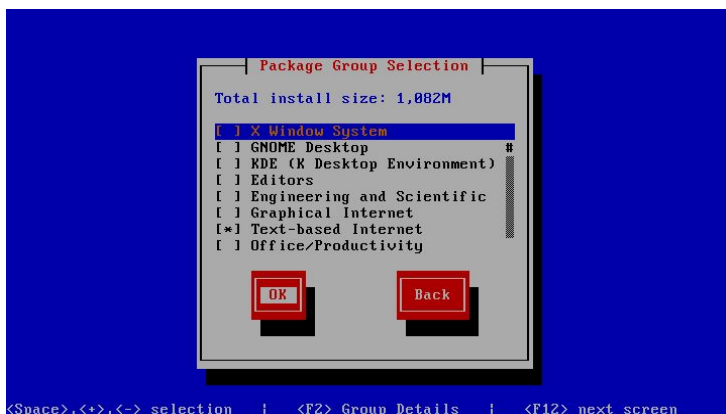 Package Group Selection
Total install size: 1,082M
[ ] X Window System
[ ] GNOME Desktop #
[ ] KDE (K Desktop Environment)
[ ] Editors
[ ] Engineering and Scientific
[ ] Graphical Internet
[*] Text-based Internet
[ ] Office/Productivity
OK Back
<Space>,<+>,<-> selection | <F2> Group Details | <F12> next screen